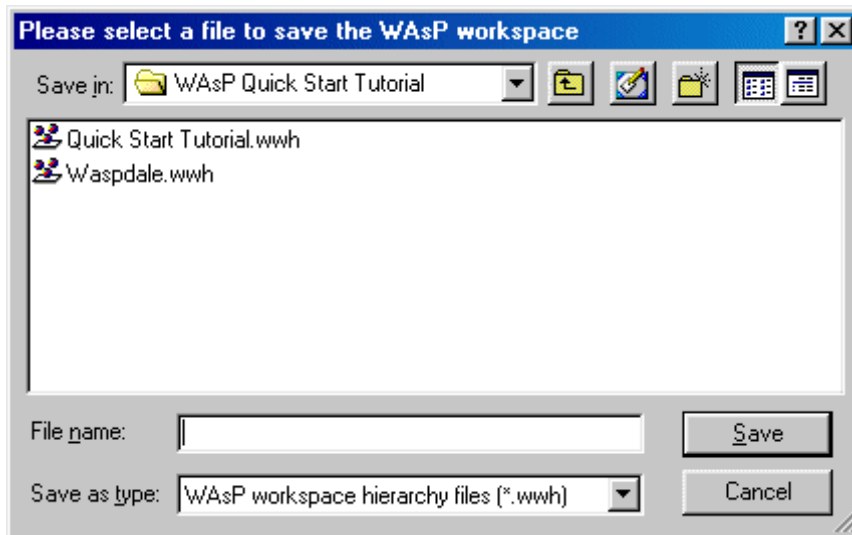 Please select a file to save the WAsP workspace
Save in: WAsP Quick Start Tutorial
Quick Start Tutorial.wwh
Waspdale.wwh
File name:
Save
Save as type: WAsP workspace hierarchy files (*.wwh)
Cancel